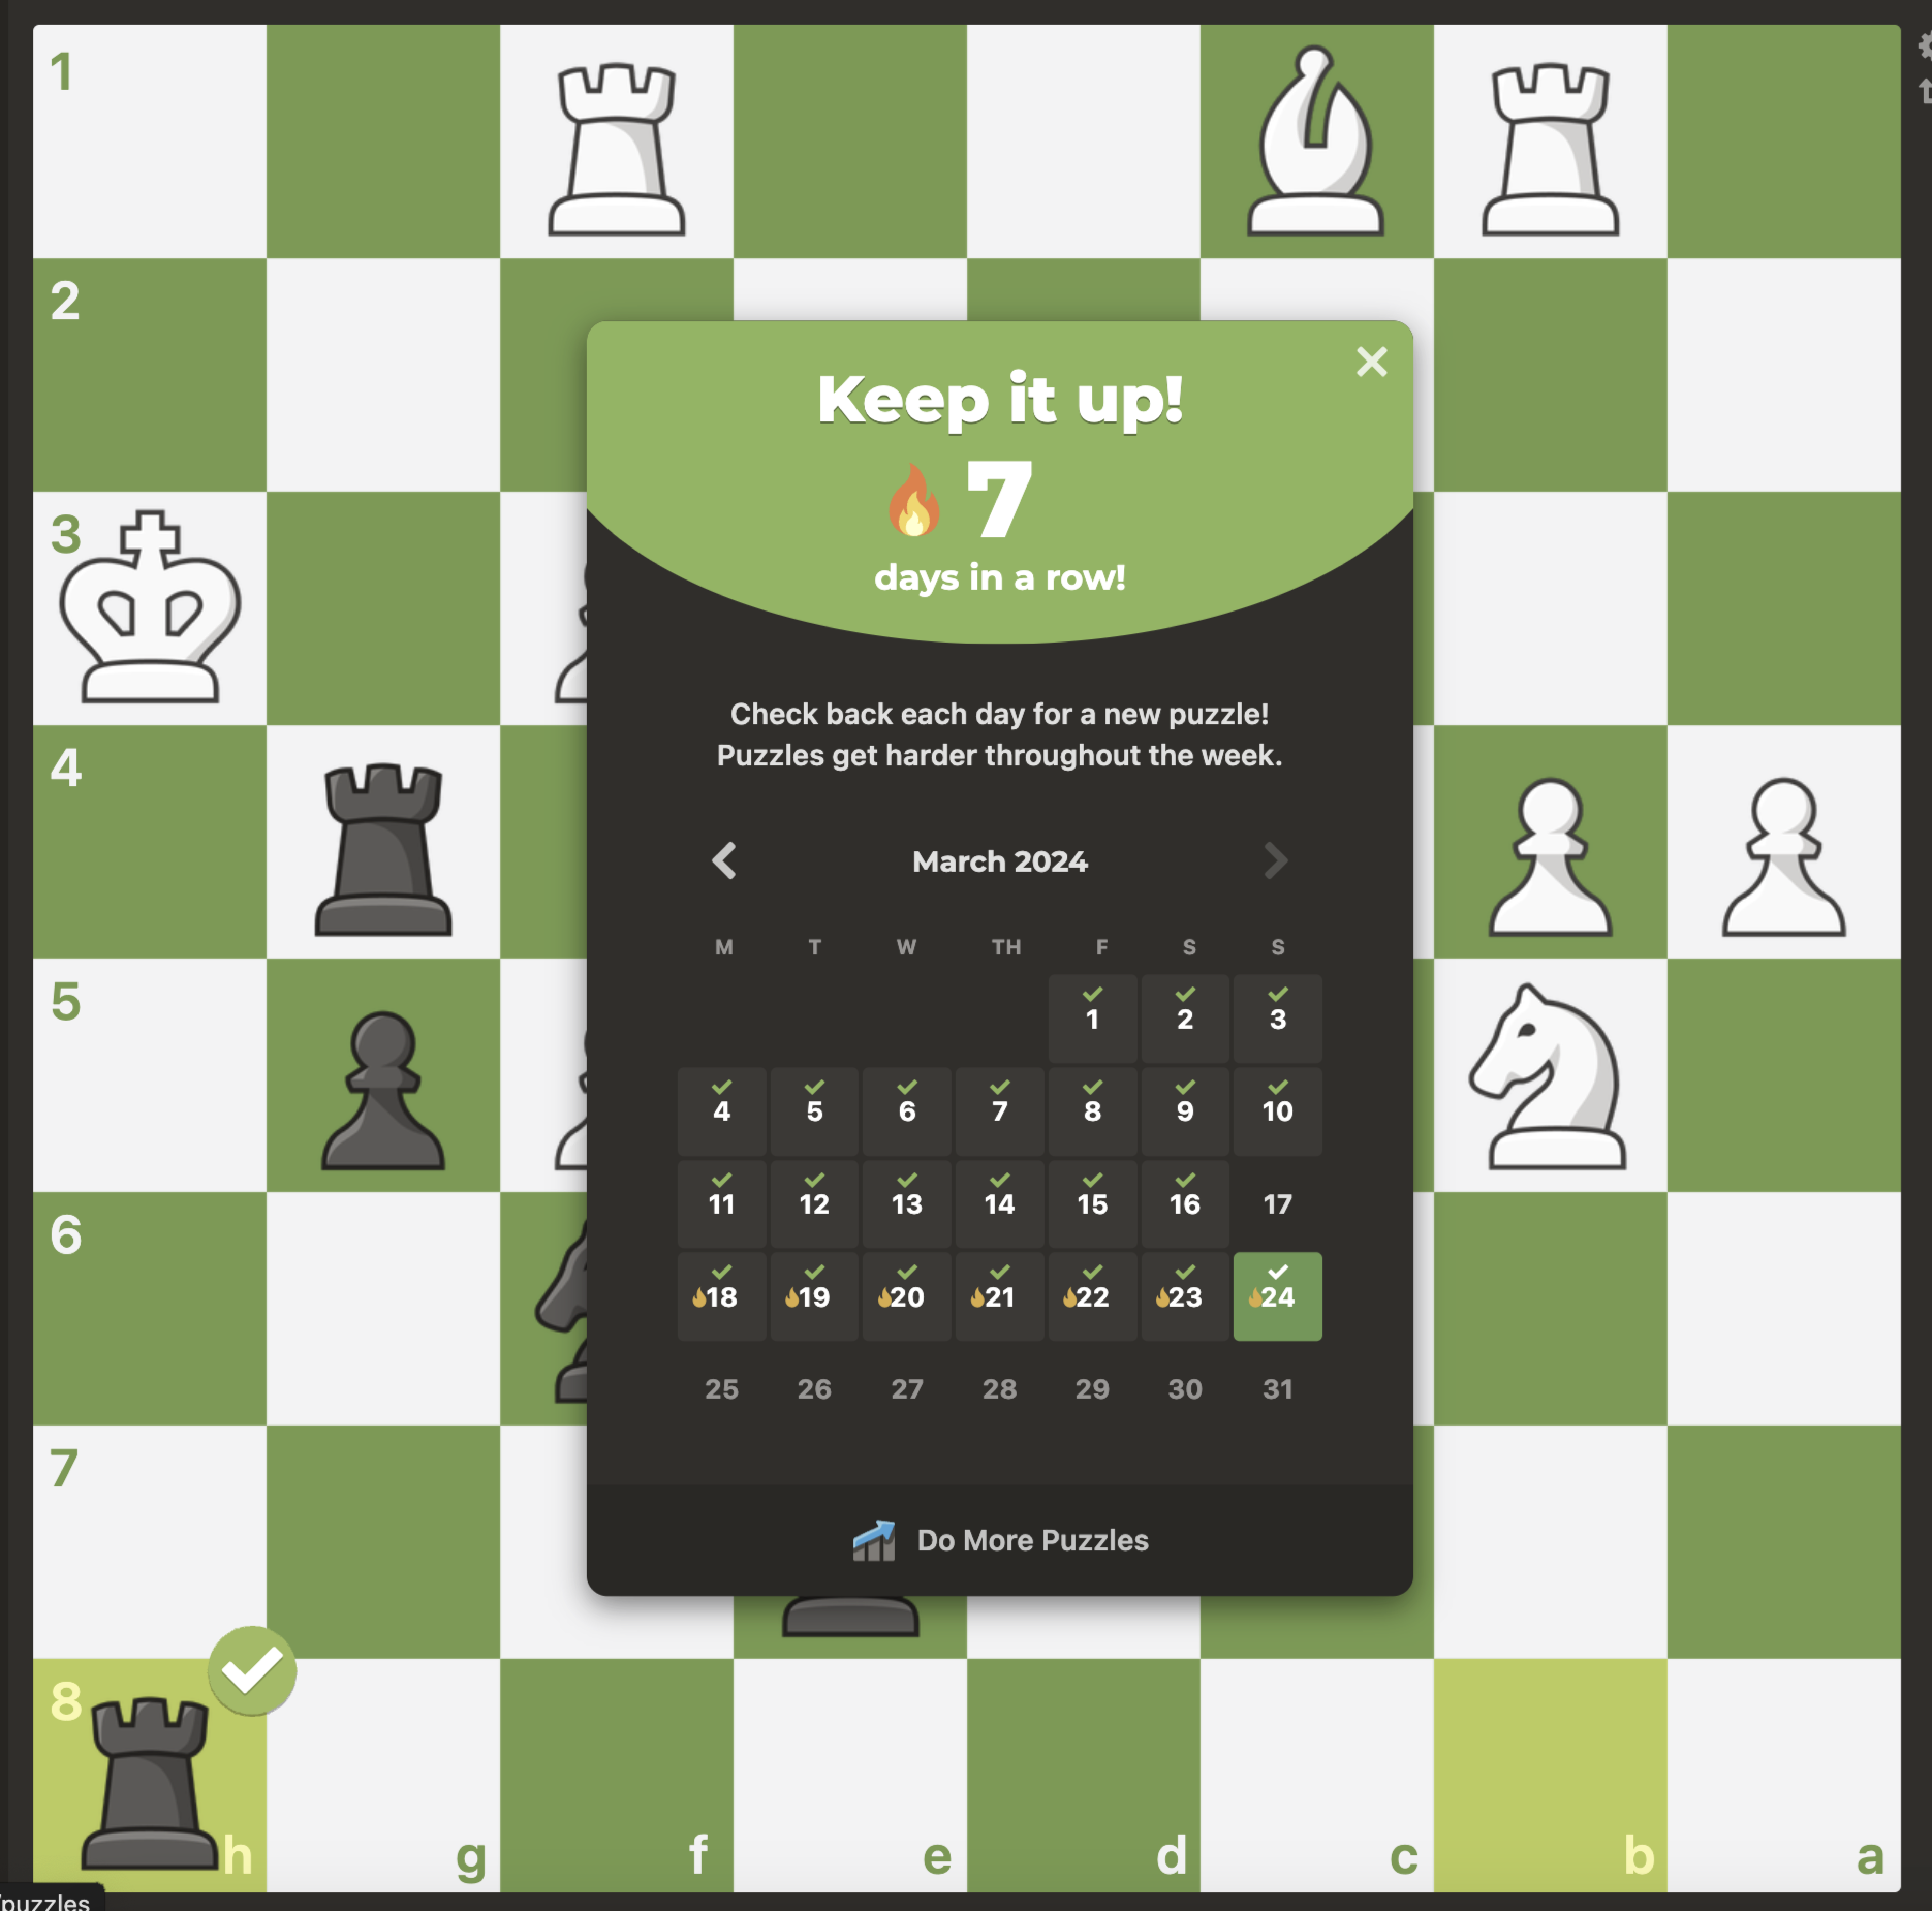 1
2
Keep it up!
7
days in a row!
3
Check back each day for a new puzzle!
Puzzles get harder throughout the week.
4
March 2024
M T W TH F S S
5
1 2 3
4 5 6 7 8 9 10
11 12 13 14 15 16 17
6
18 19 20 21 22 23 24
25 26 27 28 29 30 31
7
Do More Puzzles
8
h g f e d c b a
puzzles